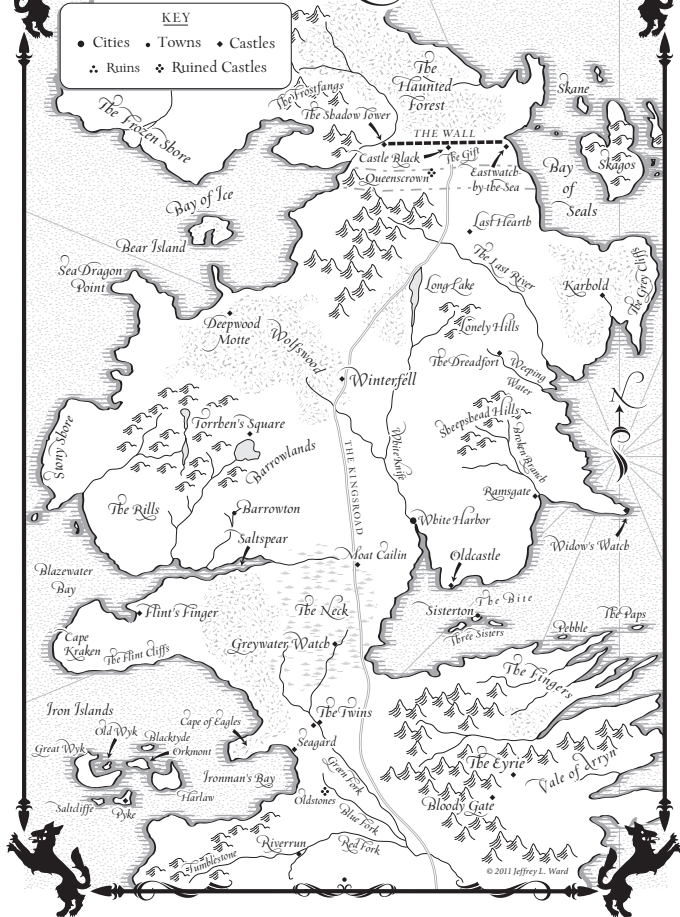 KEY
Cities
Towns
Castles
Ruins
Ruined Castles
The
Haunted
Forest
Skane
The Frostfangs
The Shadow Tower
The Frozen Shore
THE WALL
Castle Black
The Gift
Eastwatch-
by-the-Sea
Queenscrown
Bay
of
Seals
Skagos
Bay of Ice
Last Hearth
Bear Island
The Last River
The Grey Cliffs
Sea Dragon
Point
Long Lake
Karhold
Deepwood
Motte
Wolfswood
Lonely Hills
The Dreadfort
Weeping
Water
Winterfell
N
Sheepshead Hills
Torrhen's Square
Stony Shore
Barrowlands
THE KINGSROAD
White Knife
Broken Branch
Ramsgate
The Rills
Barrowton
White Harbor
Saltspear
Widow's Watch
Moat Cailin
Oldcastle
Blazewater
Bay
The Bite
Flint's Finger
The Neck
Sisterton
The Paps
Three Sisters
Pebble
Cape
Kraken
The Flint Cliffs
Greywater Watch
The Fingers
Iron Islands
Old Wyk
Cape of Eagles
The Twins
Great Wyk
Blacktyde
Orkmont
Seagard
The Eyrie
Vale of Arryn
Ironman's Bay
Green Fork
Harlaw
Oldstones
Saltcliffe
Pyke
Bloody Gate
Blue Fork
Riverrun
Red Fork
Tumblestone
© 2011 Jeffrey L. Ward